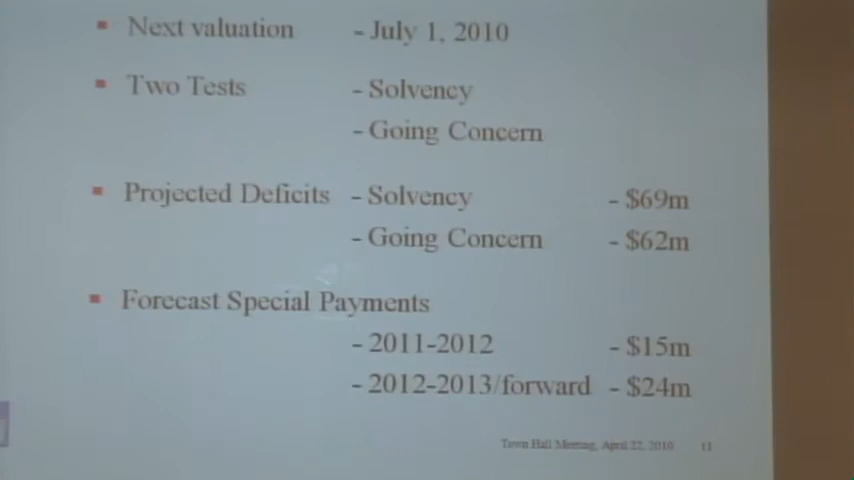 Next valuation - July 1, 2010
Two Tests - Solvency
- Going Concern
Projected Deficits - Solvency - $69m
- Going Concern - $62m
Forecast Special Payments
- 2011-2012 - $15m
- 2012-2013/forward - $24m
Town Hall Meeting, April 22, 2010 11